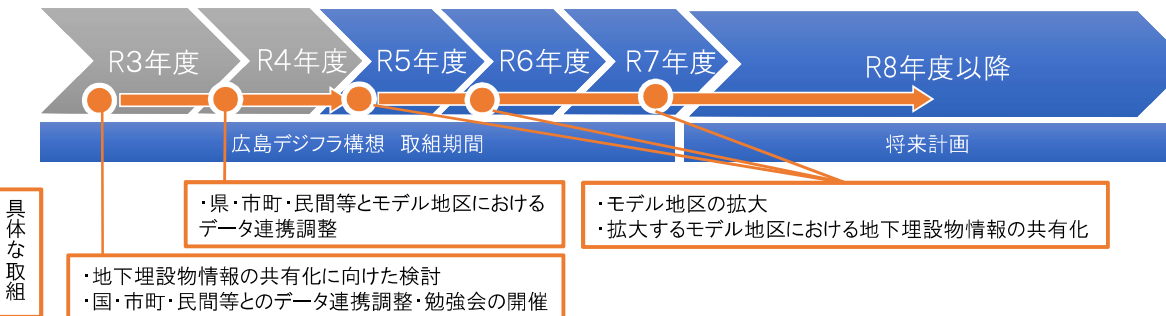 R3年度
R4年度
R5年度
R6年度
R7年度
R8年度以降
広島デジフラ構想 取組期間
将来計画
具体な取組
・県・市町・民間等とモデル地区における
データ連携調整
・モデル地区の拡大
・拡大するモデル地区における地下埋設物情報の共有化
・地下埋設物情報の共有化に向けた検討
・国・市町・民間等とのデータ連携調整・勉強会の開催